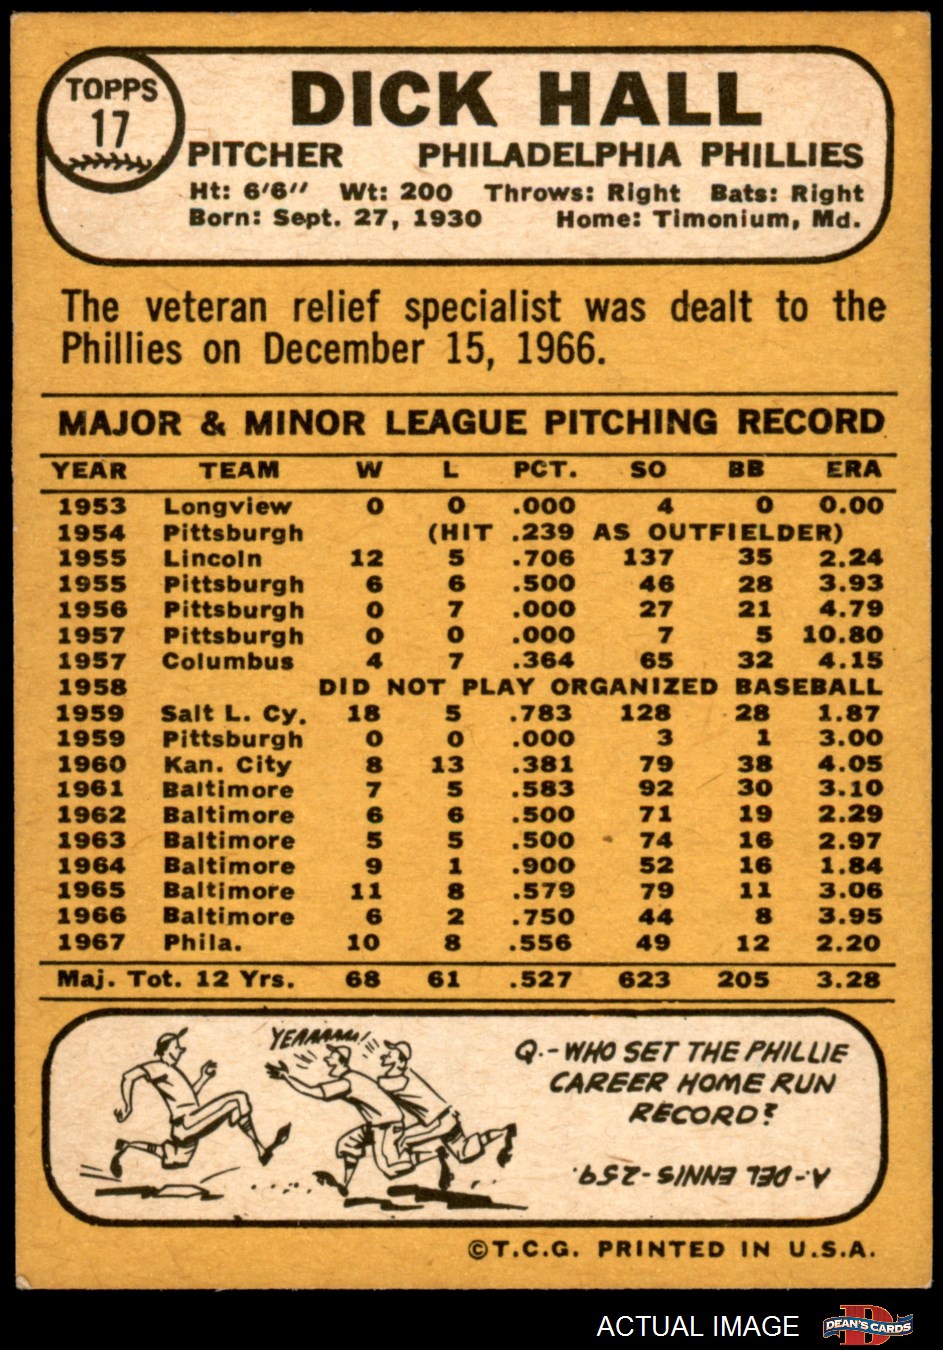 TOPPS
17
DICK HALL
PITCHER PHILADELPHIA PHILLIES
Ht: 6'6" Wt: 200 Throws: Right Bats: Right
Born: Sept. 27, 1930 Home: Timonium, Md.
The veteran relief specialist was dealt to the
Phillies on December 15, 1966.
MAJOR & MINOR LEAGUE PITCHING RECORD
YEAR TEAM W L PCT. SO BB ERA
1953 Longview 0 0 .000 4 0 0.00
1954 Pittsburgh (HIT .239 AS OUTFIELDER)
1955 Lincoln 12 5 .706 137 35 2.24
1955 Pittsburgh 6 6 .500 46 28 3.93
1956 Pittsburgh 0 7 .000 27 21 4.79
1957 Pittsburgh 0 0 .000 7 5 10.80
1957 Columbus 4 7 .364 65 32 4.15
1958 DID NOT PLAY ORGANIZED BASEBALL
1959 Salt L. Cy. 18 5 .783 128 28 1.87
1959 Pittsburgh 0 0 .000 3 1 3.00
1960 Kan. City 8 13 .381 79 38 4.05
1961 Baltimore 7 5 .583 92 30 3.10
1962 Baltimore 6 6 .500 71 19 2.29
1963 Baltimore 5 5 .500 74 16 2.97
1964 Baltimore 9 1 .900 52 16 1.84
1965 Baltimore 11 8 .579 79 11 3.06
1966 Baltimore 6 2 .750 44 8 3.95
1967 Phila. 10 8 .556 49 12 2.20
Maj. Tot. 12 Yrs. 68 61 .527 623 205 3.28
YEAAAAAA!
Q.-WHO SET THE PHILLIE
CAREER HOME RUN
RECORD?
A.-DEL ENNIS-259.
©T.C.G. PRINTED IN U.S.A.
ACTUAL IMAGE
D
DEAN'S CARDS